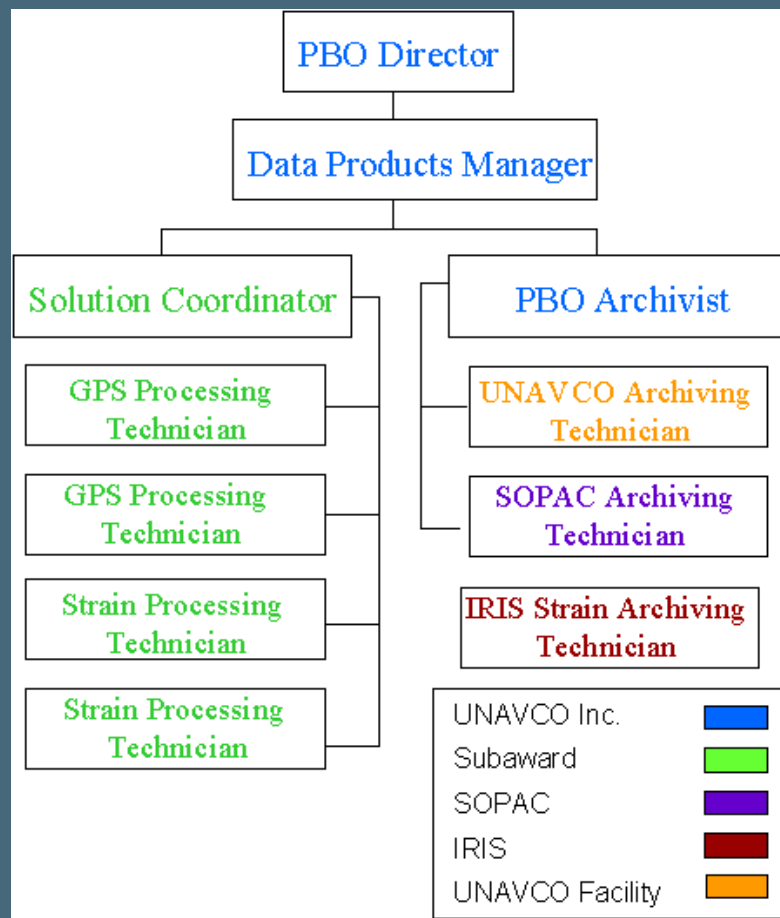 PBO Director
Data Products Manager
Solution Coordinator
GPS Processing
Technician
GPS Processing
Technician
Strain Processing
Technician
Strain Processing
Technician
PBO Archivist
UNAVCO Archiving
Technician
SOPAC Archiving
Technician
IRIS Strain Archiving
Technician
UNAVCO Inc.
Subaward
SOPAC
IRIS
UNAVCO Facility